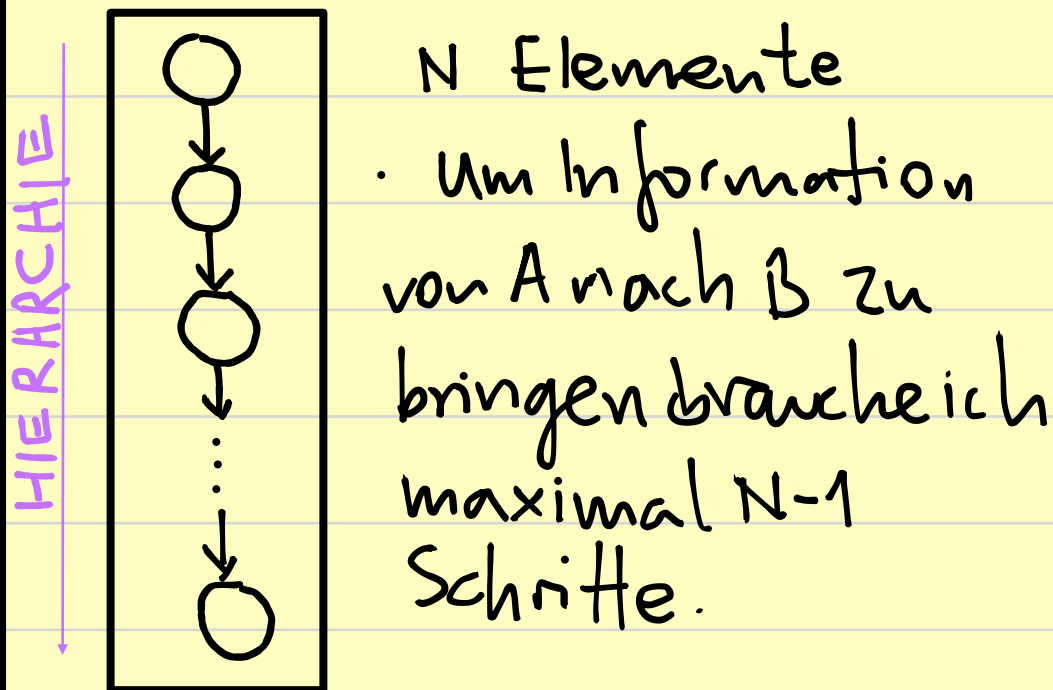 HIERARCHIE
N Elemente
· Um Information
von A nach B zu
bringen brauche ich
maximal N-1
Schritte.